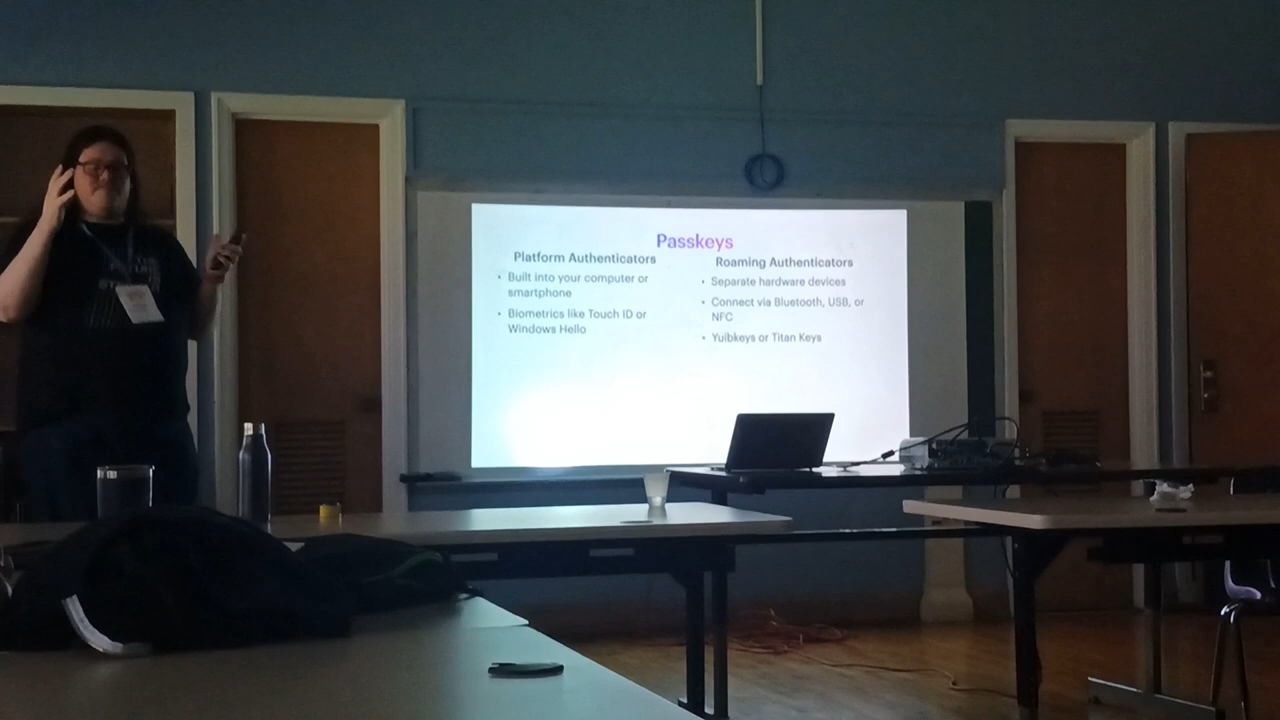 Passkeys
Platform Authenticators
• Built into your computer or
smartphone
• Biometrics like Touch ID or
Windows Hello
Roaming Authenticators
• Separate hardware devices
• Connect via Bluetooth, USB, or
NFC
• Yuibkeys or Titan Keys